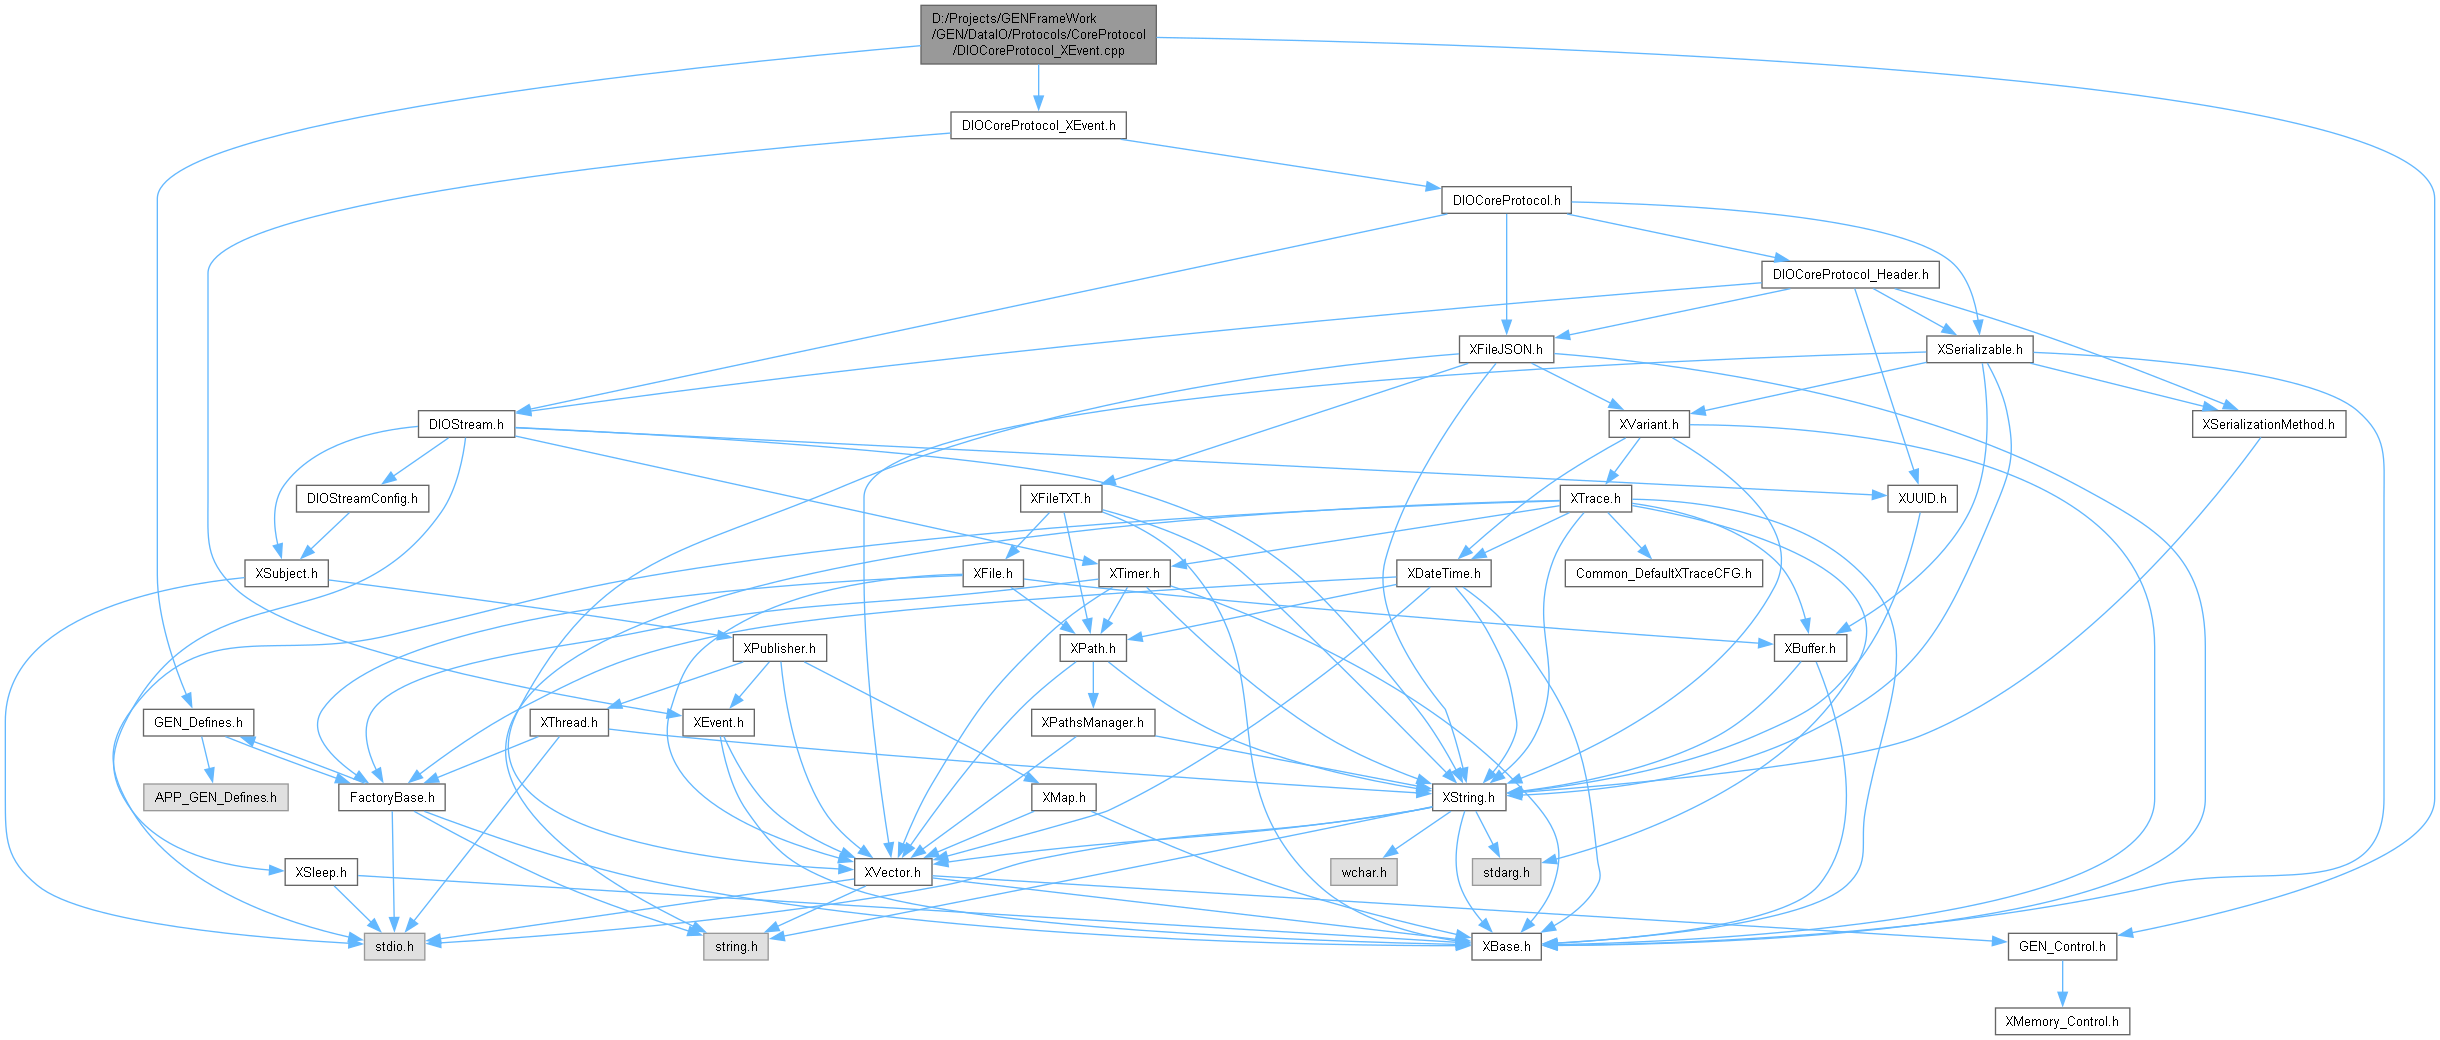 D:/Projects/GENFrameWork
/GEN/DataIO/Protocols/CoreProtocol
/DIOCoreProtocol_XEvent.cpp
DIOCoreProtocol_XEvent.h
DIOCoreProtocol.h
DIOCoreProtocol_Header.h
XFileJSON.h
XSerializable.h
DIOStream.h
XVariant.h
XSerializationMethod.h
DIOStreamConfig.h
XFileTXT.h
XTrace.h
XUUID.h
XSubject.h
XFile.h
XTimer.h
XDateTime.h
Common_DefaultXTraceCFG.h
XPublisher.h
XPath.h
XBuffer.h
GEN_Defines.h
XThread.h
XEvent.h
XPathsManager.h
APP_GEN_Defines.h
FactoryBase.h
XMap.h
XString.h
XSleep.h
XVector.h
wchar.h
stdarg.h
stdio.h
string.h
XBase.h
GEN_Control.h
XMemory_Control.h